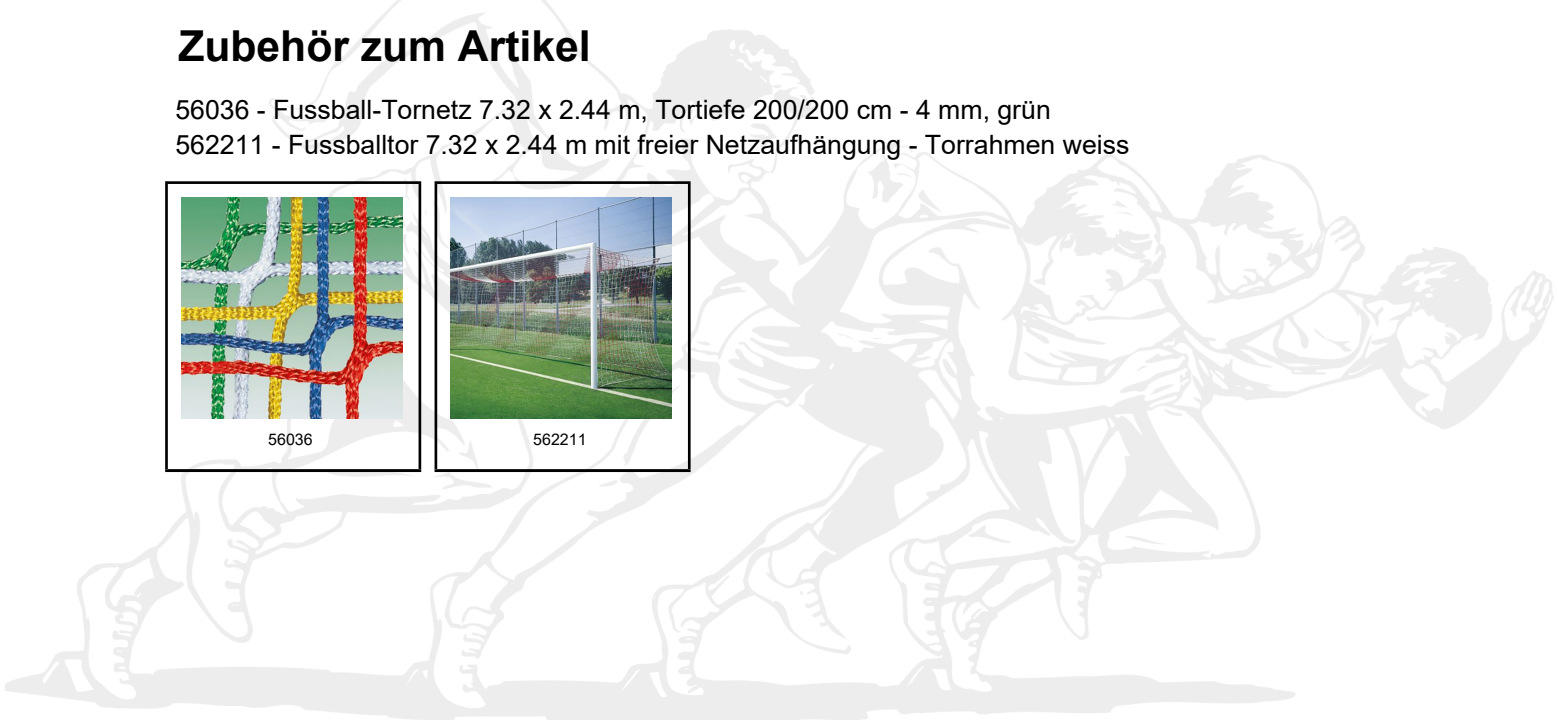 Zubehör zum Artikel
56036 - Fussball-Tornetz 7.32 x 2.44 m, Tortiefe 200/200 cm - 4 mm, grün
562211 - Fussballtor 7.32 x 2.44 m mit freier Netzaufhängung - Torrahmen weiss
56036
562211